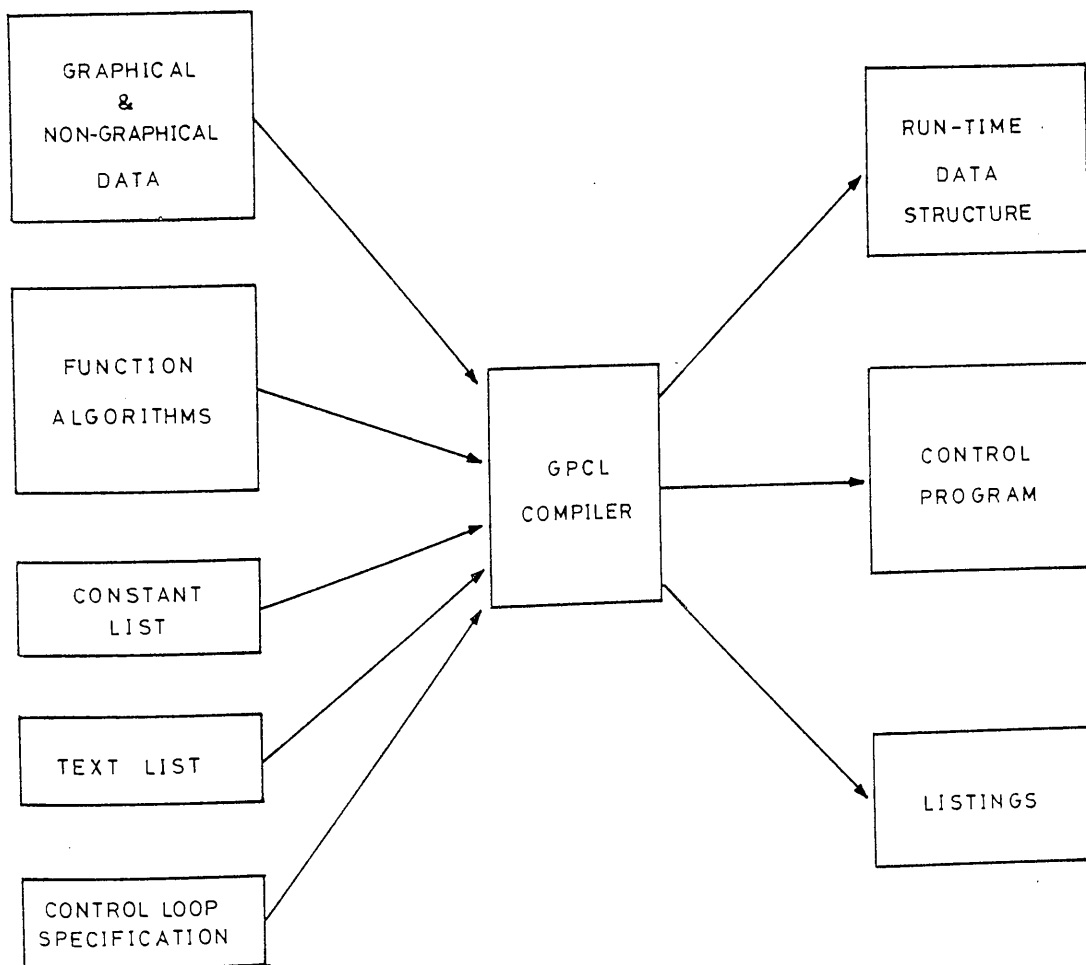 GRAPHICAL
&
NON-GRAPHICAL
DATA
FUNCTION
ALGORITHMS
CONSTANT
LIST
TEXT LIST
CONTROL LOOP
SPECIFICATION
GPCL
COMPILER
RUN-TIME
DATA
STRUCTURE
CONTROL
PROGRAM
LISTINGS